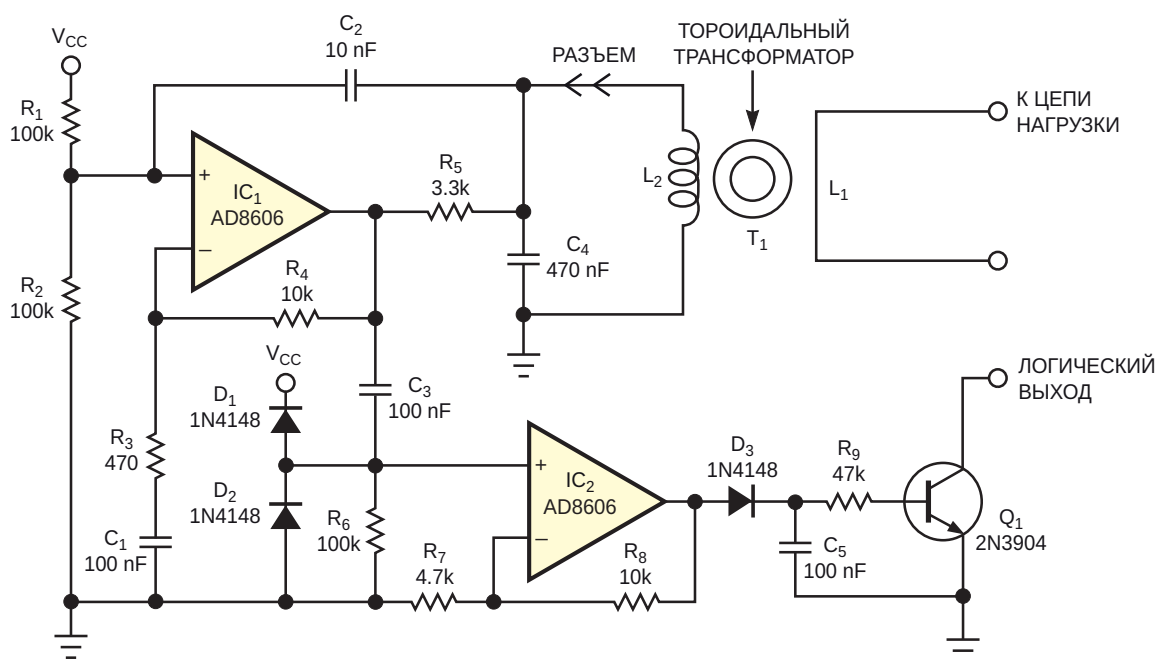 VCC
R1
100k
C2
10 nF
РАЗЪЕМ
ТОРОИДАЛЬНЫЙ
ТРАНСФОРМАТОР
К ЦЕПИ
НАГРУЗКИ
+
IC1
AD8606
–
R5
3.3k
L2
T1
L1
R2
100k
R4
10k
C4
470 nF
VCC
D1
1N4148
C3
100 nF
ЛОГИЧЕСКИЙ
ВЫХОД
R3
470
D2
1N4148
+
IC2
AD8606
–
D3
1N4148
R9
47k
Q1
2N3904
C1
100 nF
R6
100k
R7
4.7k
R8
10k
C5
100 nF